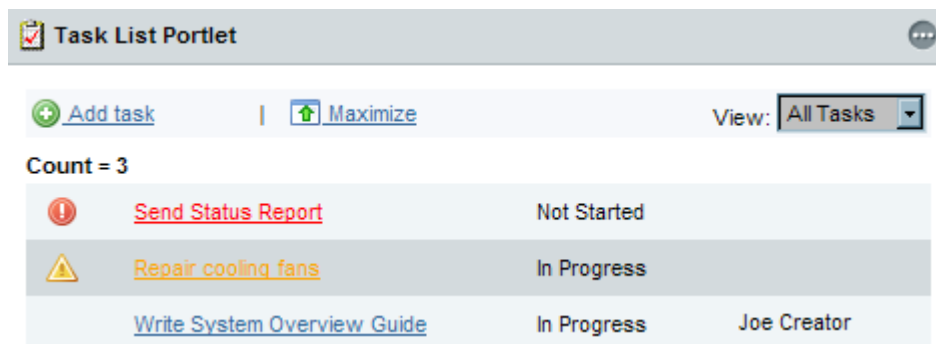 Task List Portlet
Add task | Maximize View: All Tasks
Count = 3
Send Status Report Not Started
Repair cooling fans In Progress
Write System Overview Guide In Progress Joe Creator